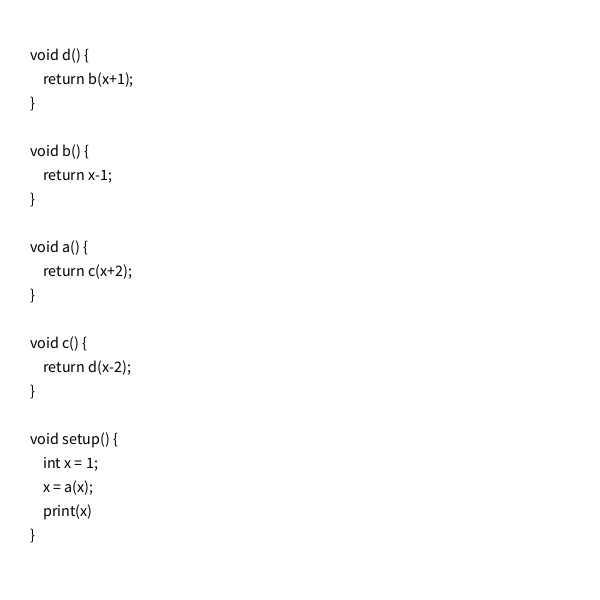 void d() {
return b(x+1);
}
void b() {
return x-1;
}
void a() {
return c(x+2);
}
void c() {
return d(x-2);
}
void setup() {
int x = 1;
x = a(x);
print(x)
}